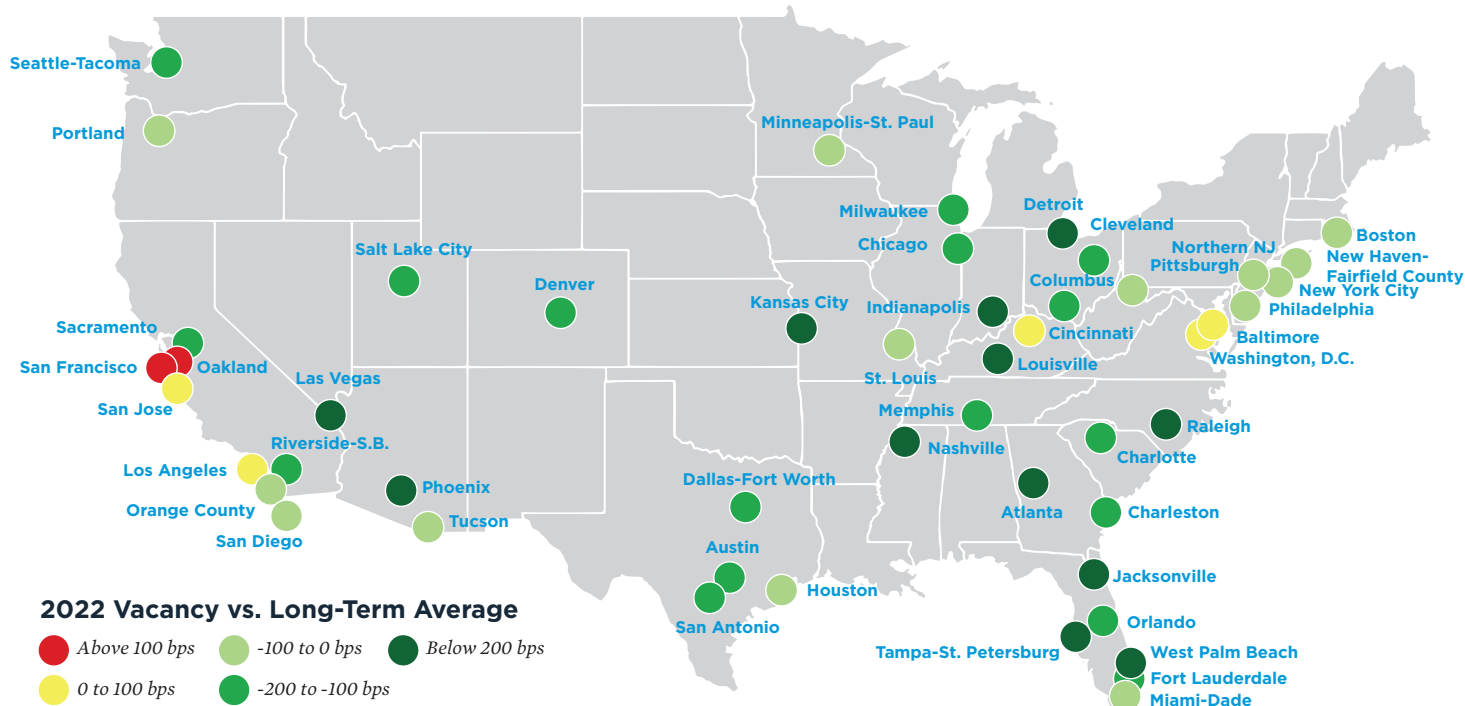 Seattle-Tacoma
Portland
Minneapolis-St. Paul
Milwaukee
Chicago
Detroit
Cleveland
Northern NJ
Pittsburgh
Boston
New Haven-
Fairfield County
New York City
Philadelphia
Columbus
Salt Lake City
Denver
Kansas City
Indianapolis
Cincinnati
Baltimore
Washington, D.C.
Sacramento
San Francisco
Oakland
San Jose
Las Vegas
Louisville
St. Louis
Memphis
Nashville
Raleigh
Charlotte
Riverside-S.B.
Los Angeles
Orange County
San Diego
Phoenix
Tucson
Dallas-Fort Worth
Austin
Houston
San Antonio
Atlanta
Charleston
Jacksonville
Orlando
Tampa-St. Petersburg
West Palm Beach
Fort Lauderdale
Miami-Dade
2022 Vacancy vs. Long-Term Average
Above 100 bps
-100 to 0 bps
Below 200 bps
0 to 100 bps
-200 to -100 bps